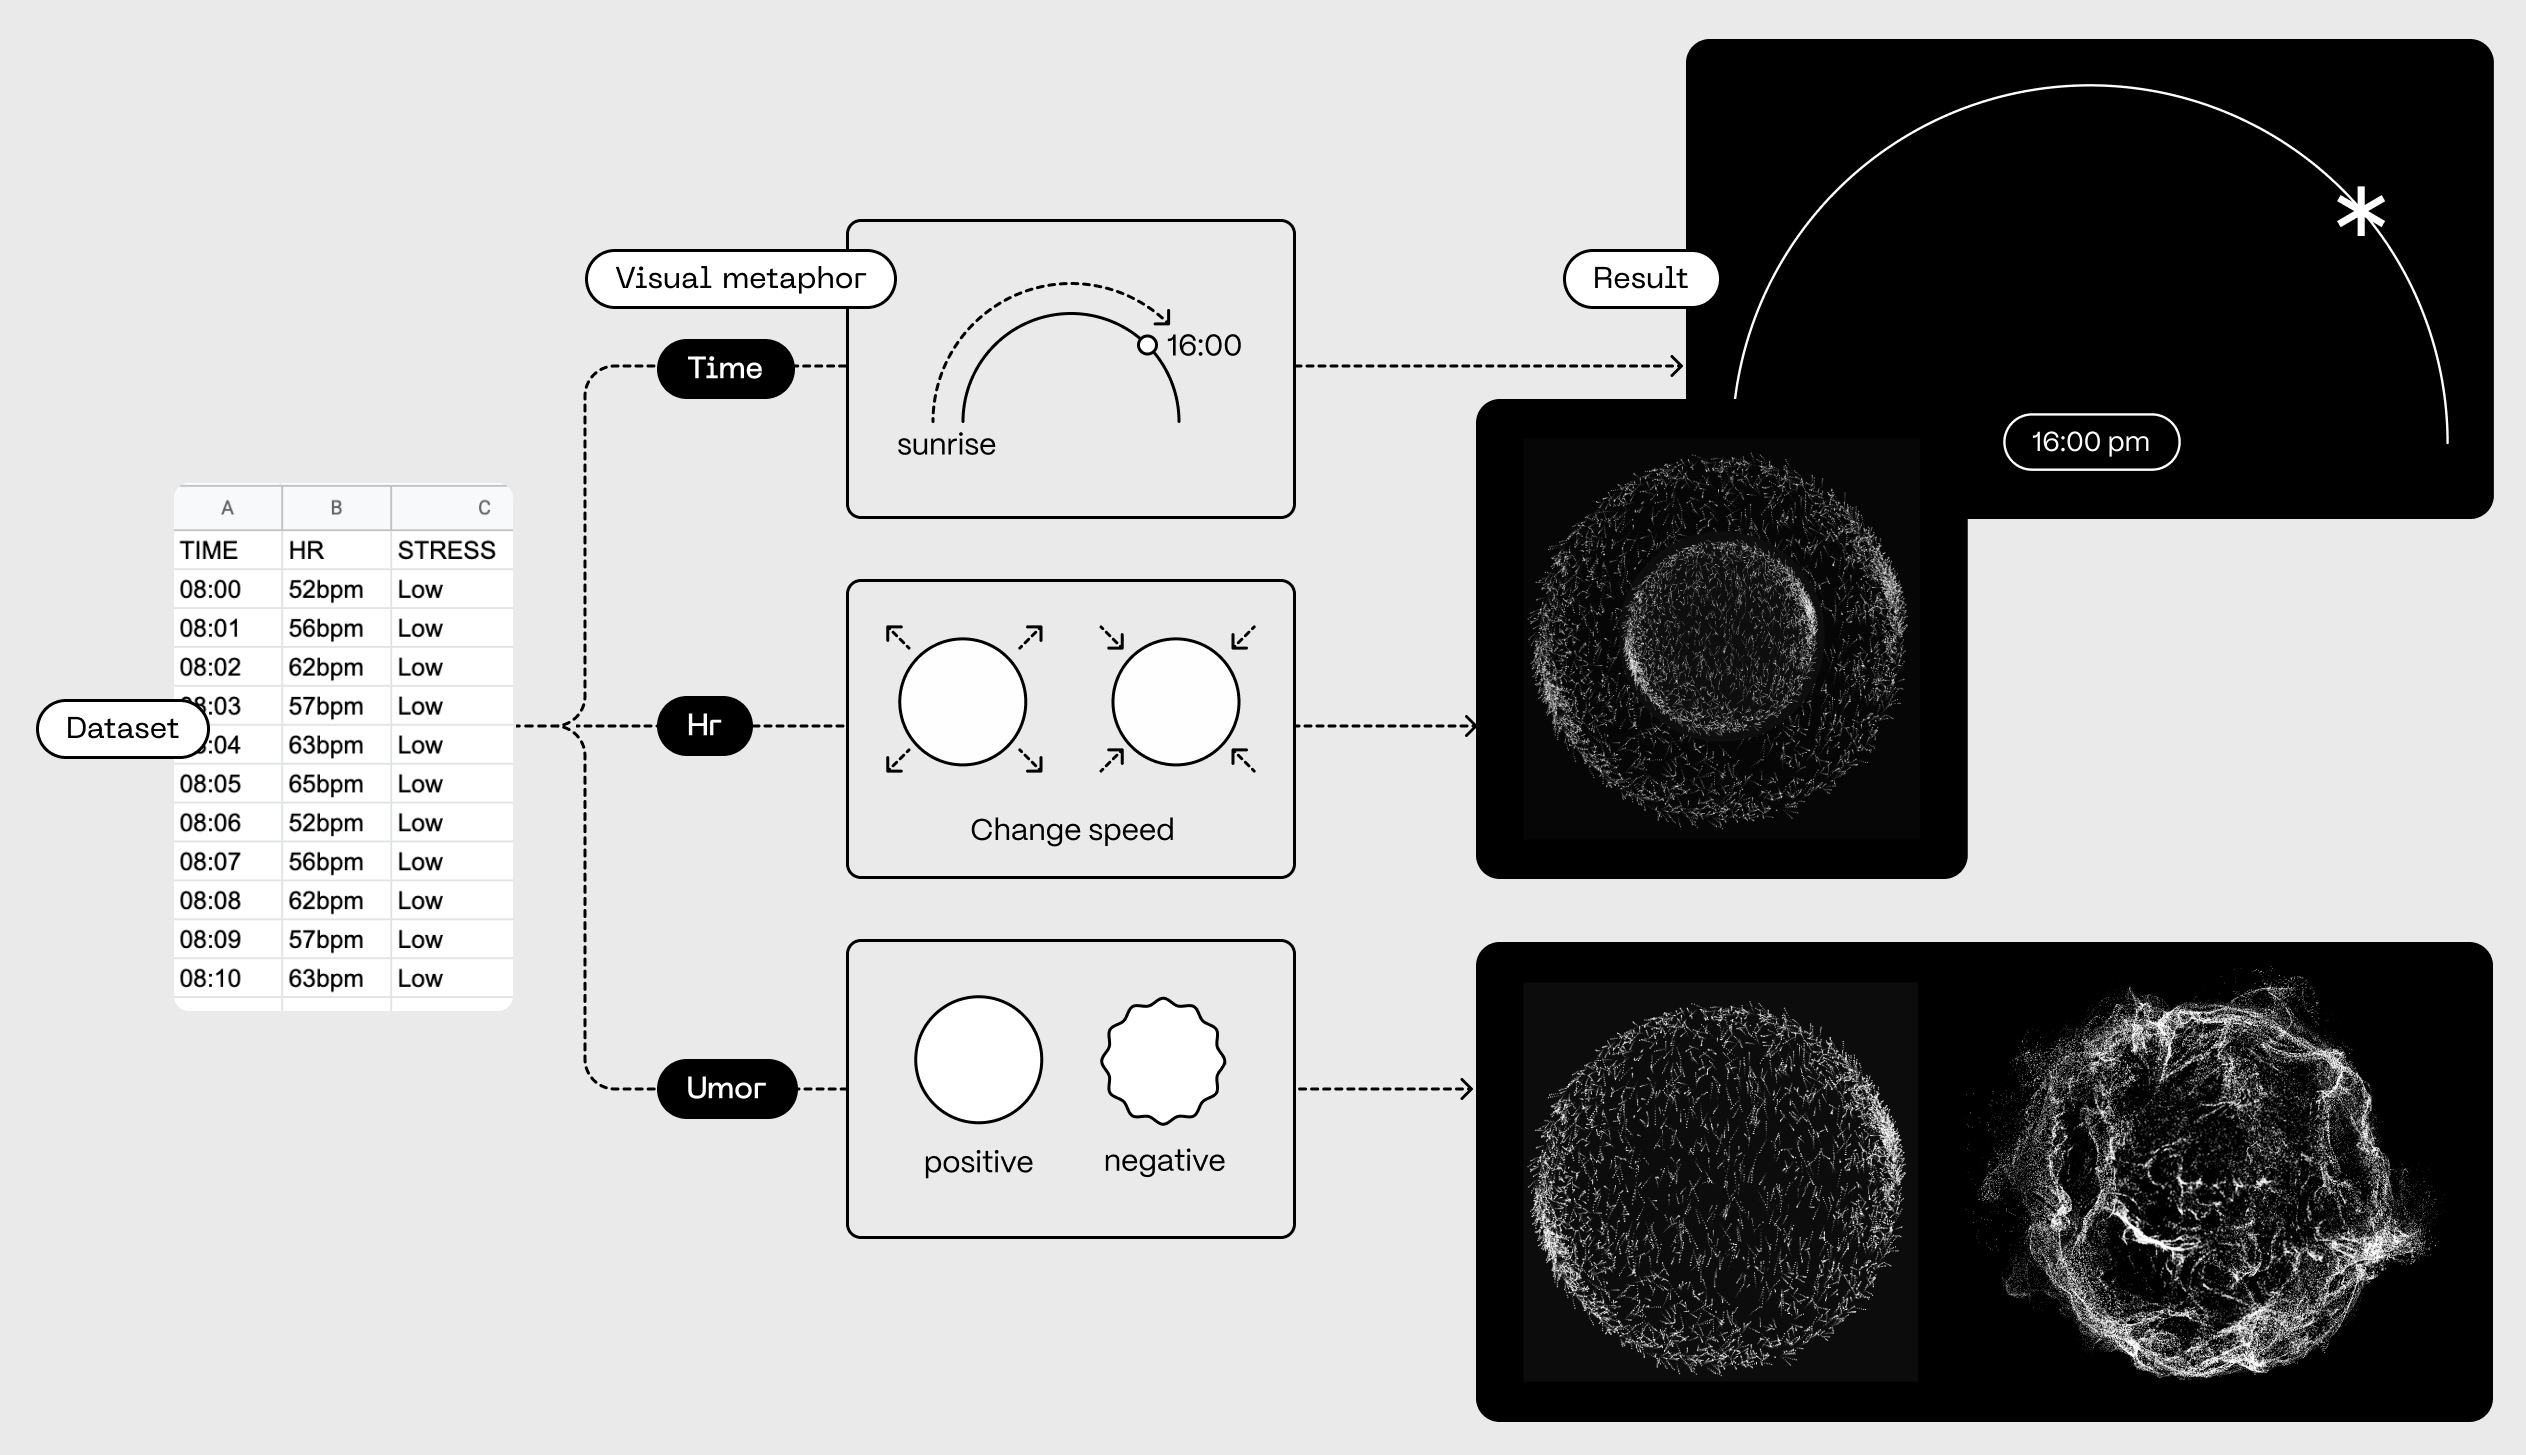 Dataset
A B C
TIME HR STRESS
08:00 52bpm Low
08:01 56bpm Low
08:02 62bpm Low
:03 57bpm Low
:04 63bpm Low
08:05 65bpm Low
08:06 52bpm Low
08:07 56bpm Low
08:08 62bpm Low
08:09 57bpm Low
08:10 63bpm Low
Visual metaphor
Time
16:00
sunrise
Hr
Change speed
Umor
positive negative
Result
16:00 pm